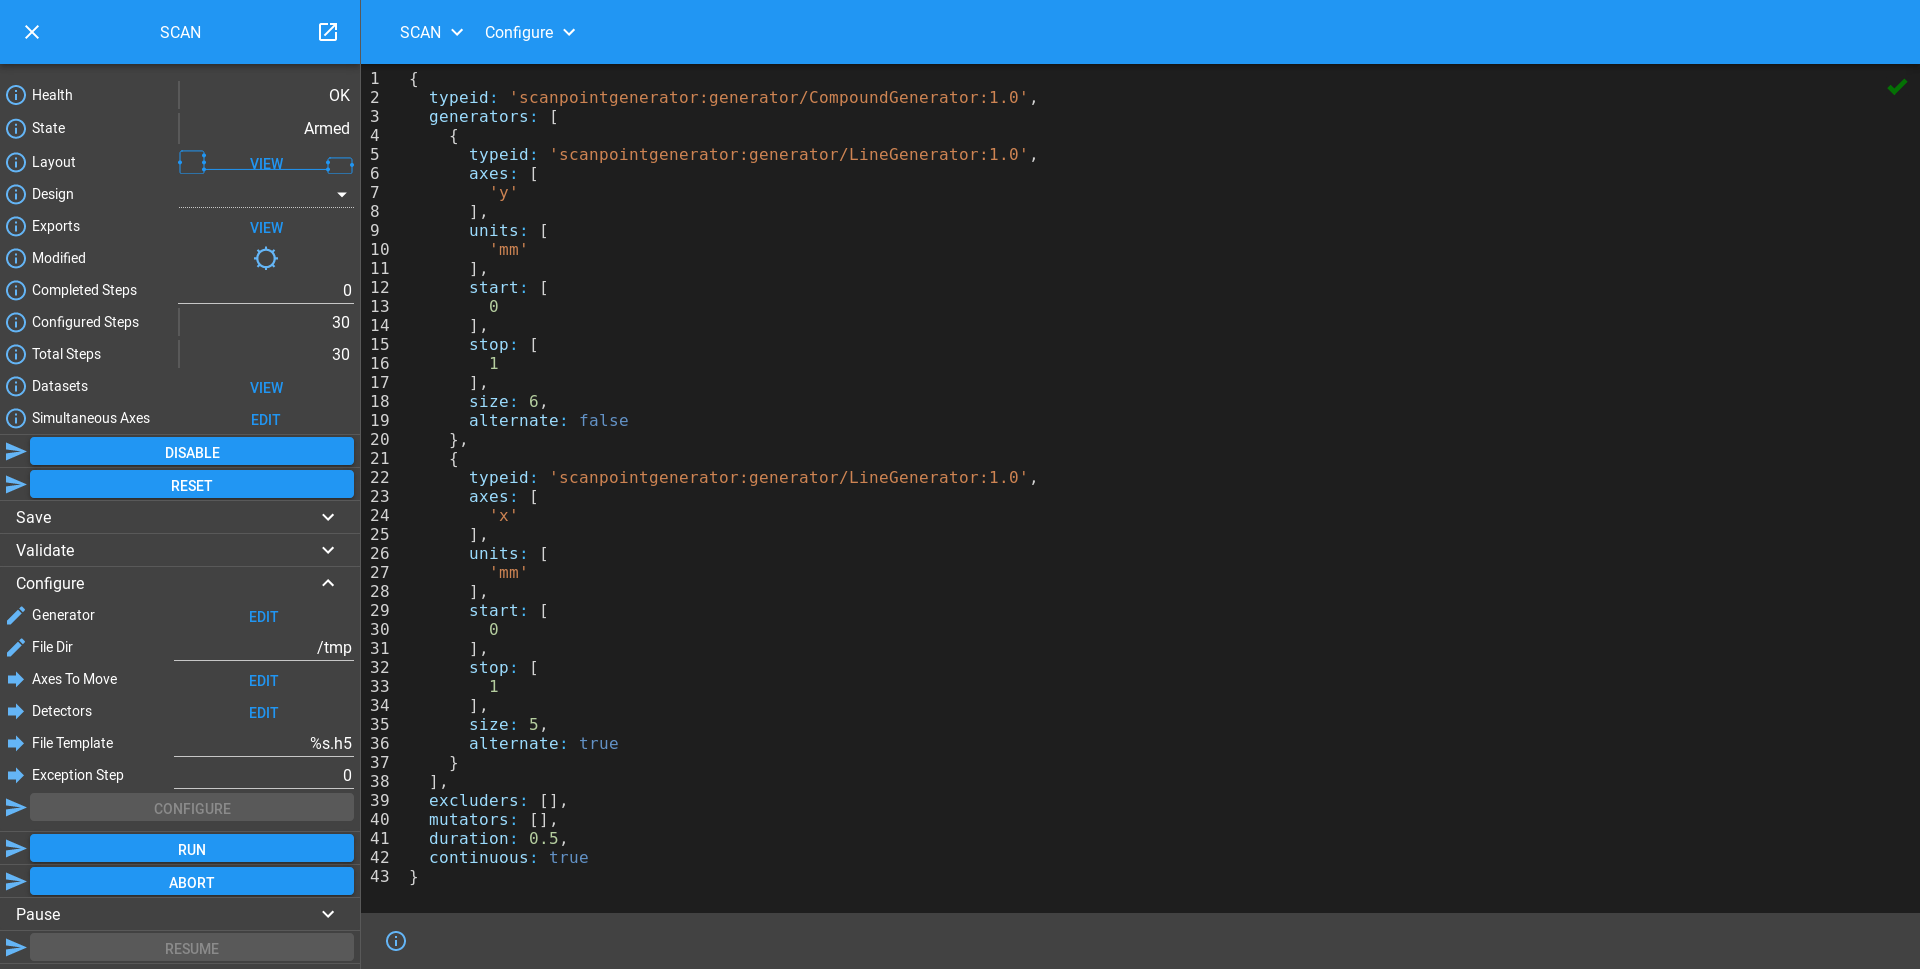 SCAN
Health OK
State Armed
Layout VIEW
Design
Exports VIEW
Modified
Completed Steps 0
Configured Steps 30
Total Steps 30
Datasets VIEW
Simultaneous Axes EDIT
DISABLE
RESET
Save
Validate
Configure
Generator EDIT
File Dir /tmp
Axes To Move EDIT
Detectors EDIT
File Template %s.h5
Exception Step 0
CONFIGURE
RUN
ABORT
Pause
RESUME
SCAN Configure
1 {
2   typeid: 'scanpointgenerator:generator/CompoundGenerator:1.0',
3   generators: [
4     {
5       typeid: 'scanpointgenerator:generator/LineGenerator:1.0',
6       axes: [
7         'y'
8       ],
9       units: [
10         'mm'
11       ],
12       start: [
13         0
14       ],
15       stop: [
16         1
17       ],
18       size: 6,
19       alternate: false
20     },
21     {
22       typeid: 'scanpointgenerator:generator/LineGenerator:1.0',
23       axes: [
24         'x'
25       ],
26       units: [
27         'mm'
28       ],
29       start: [
30         0
31       ],
32       stop: [
33         1
34       ],
35       size: 5,
36       alternate: true
37     }
38   ],
39   excluders: [],
40   mutators: [],
41   duration: 0.5,
42   continuous: true
43 }